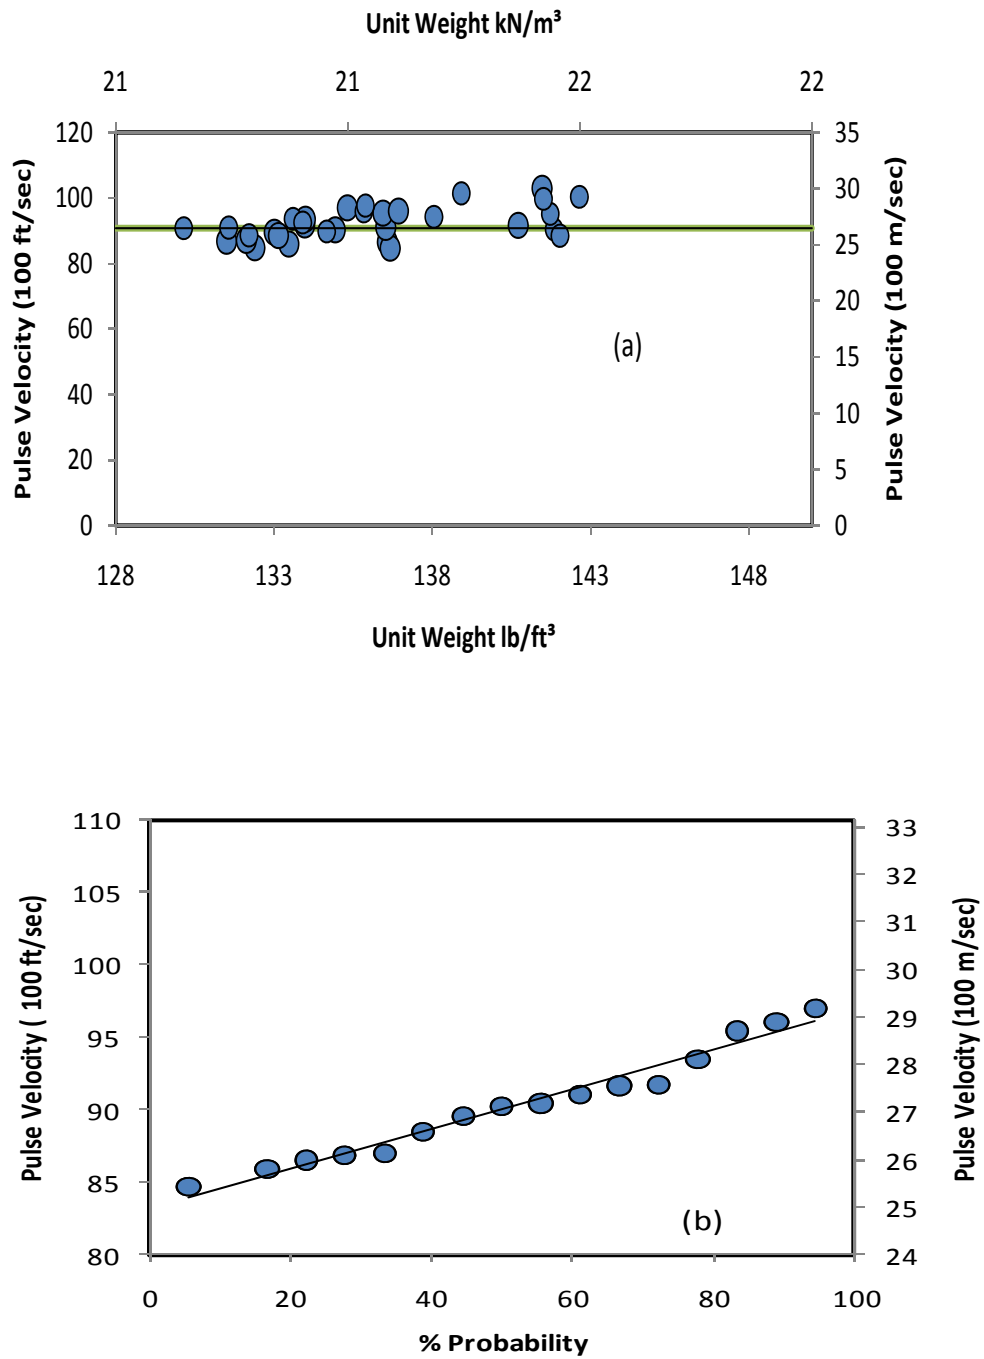 Unit Weight kN/m³
21 21 22 22
Pulse Velocity (100 ft/sec)
120
100
80
60
40
20
0
(a)
35
30
25
20
15
10
5
0
Pulse Velocity (100 m/sec)
128 133 138 143 148
Unit Weight lb/ft³
Pulse Velocity ( 100 ft/sec)
110
105
100
95
90
85
80
(b)
33
32
31
30
29
28
27
26
25
24
Pulse Velocity (100 m/sec)
0 20 40 60 80 100
% Probability